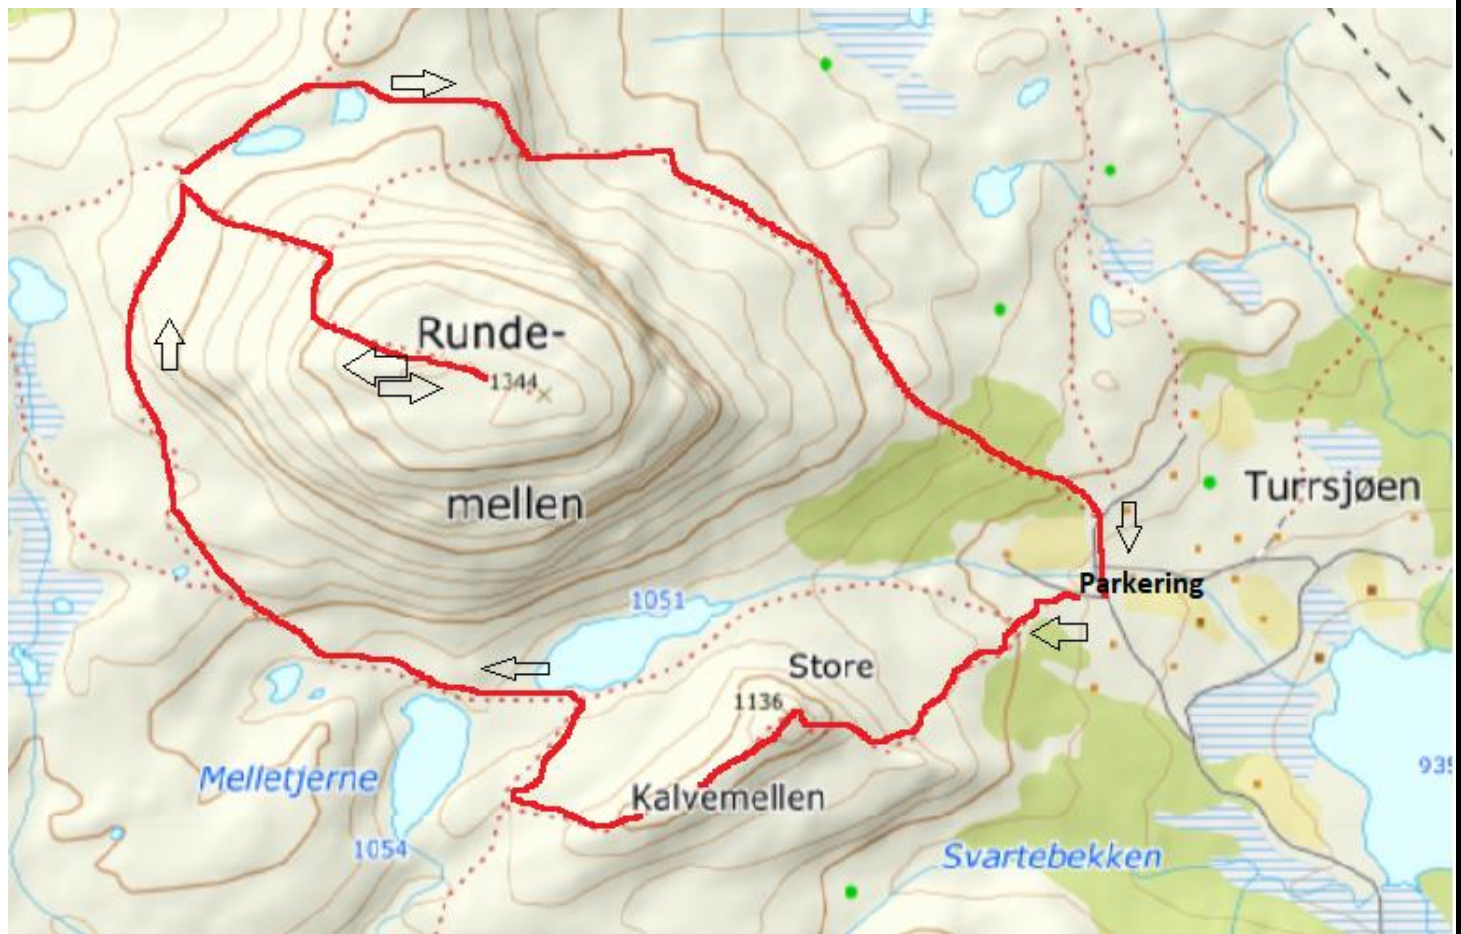 Runde-
1344
mellen
Turrsjøen
Parkering
1051
Store
1136
Kalvemellen
Melletjerne
1054
935
Svartebekken